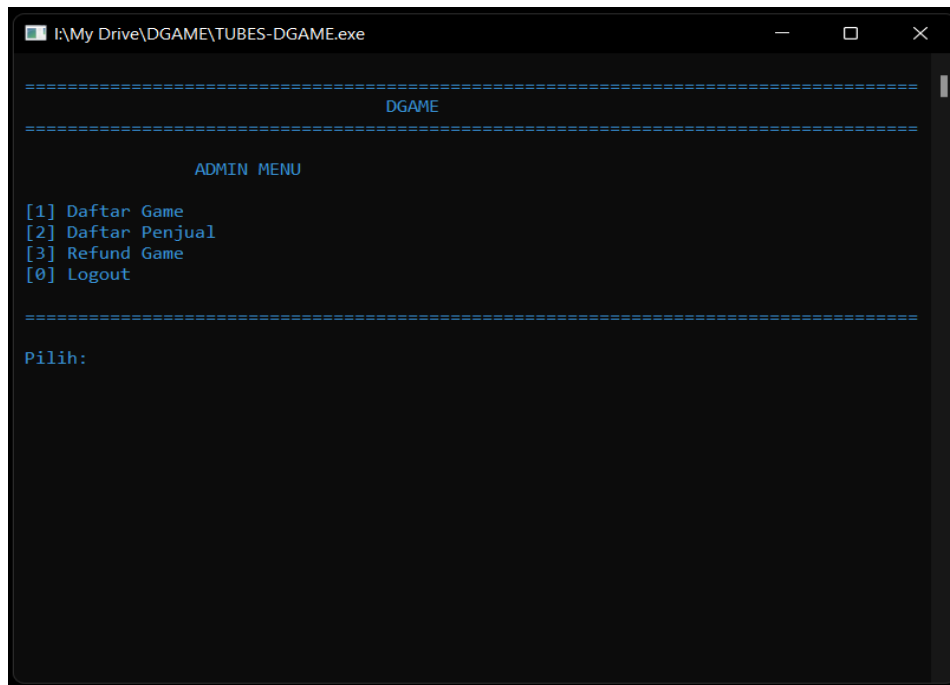 I:\My Drive\DGAME\TUBES-DGAME.exe
=====================================================================================
DGAME
=====================================================================================
ADMIN MENU
[1] Daftar Game
[2] Daftar Penjual
[3] Refund Game
[0] Logout
=====================================================================================
Pilih: